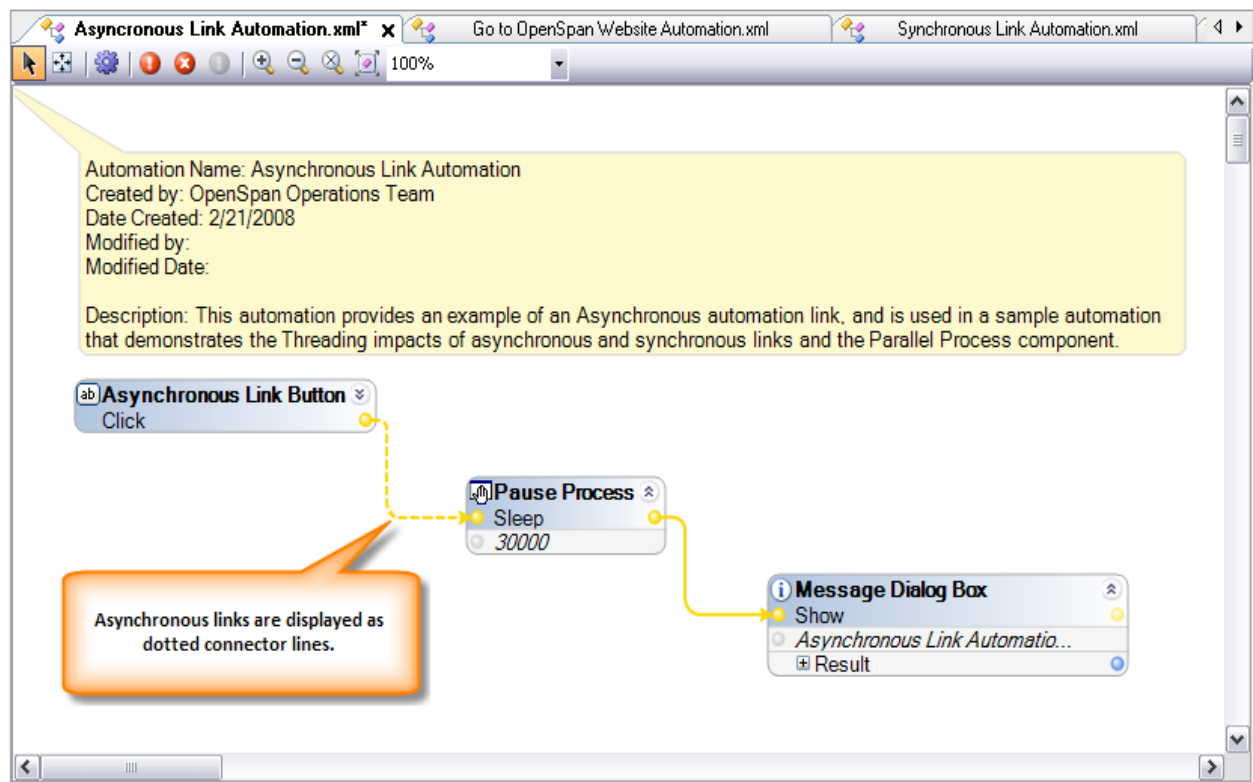 Asyncronous Link Automation.xml* x
Go to OpenSpan Website Automation.xml
Synchronous Link Automation.xml
100%
Automation Name: Asynchronous Link Automation
Created by: OpenSpan Operations Team
Date Created: 2/21/2008
Modified by:
Modified Date:
Description: This automation provides an example of an Asynchronous automation link, and is used in a sample automation
that demonstrates the Threading impacts of asynchronous and synchronous links and the Parallel Process component.
ab Asynchronous Link Button
Click
Pause Process
Sleep
30000
Asynchronous links are displayed as
dotted connector lines.
i Message Dialog Box
Show
Asynchronous Link Automatio...
Result